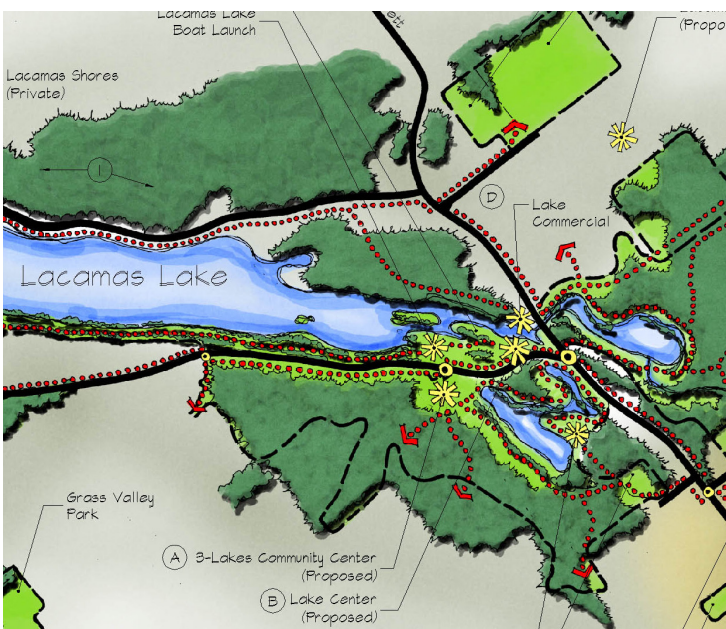 Lacamas Lake
Boat Launch
Lacamas Shores
(Private)
(Propo
1
D
Lake
Commercial
Lacamas Lake
Grass Valley
Park
A 3-Lakes Community Center
(Proposed)
B Lake Center
(Proposed)